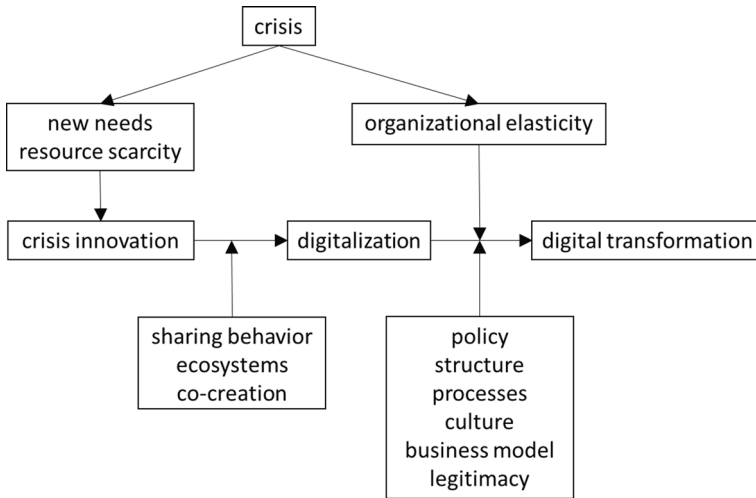 crisis
new needs
resource scarcity
organizational elasticity
crisis innovation
digitalization
digital transformation
sharing behavior
ecosystems
co-creation
policy
structure
processes
culture
business model
legitimacy